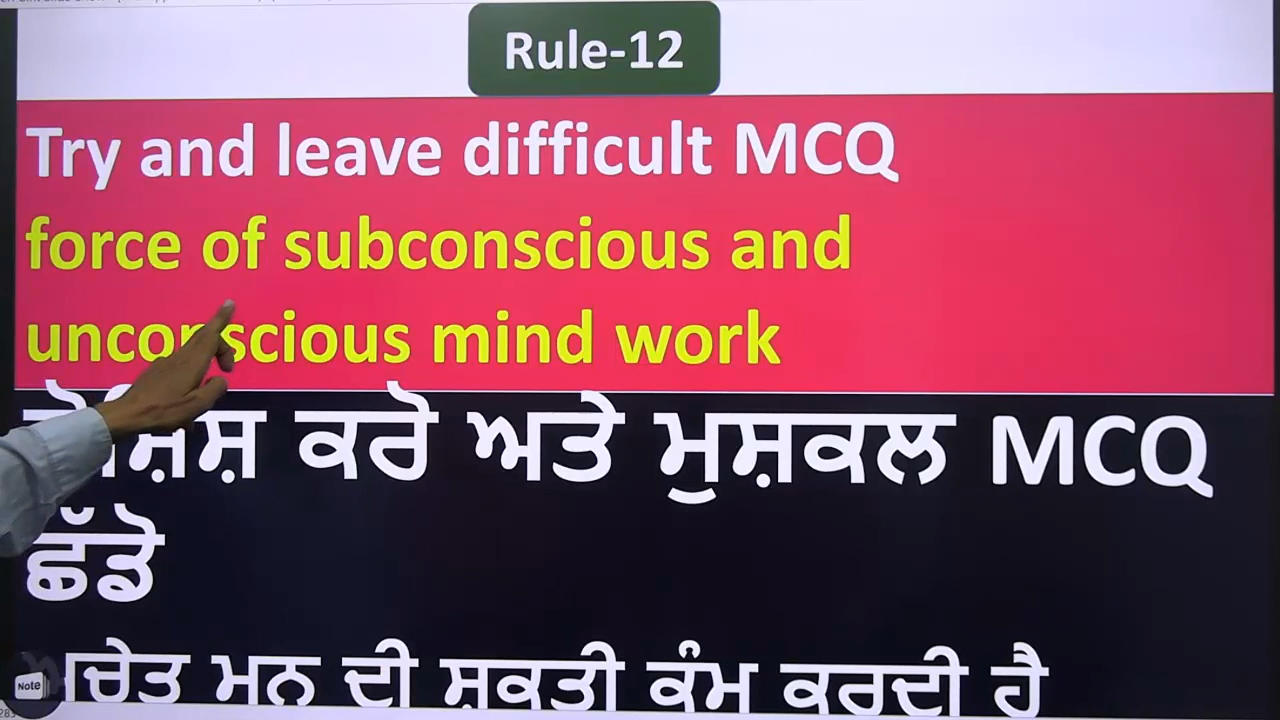 Rule-12
Try and leave difficult MCQ
force of subconscious and
unconscious mind work
ਕਰੋ ਅਤੇ ਮੁਸ਼ਕਲ MCQ
ਛੱਡੋ
ਮਨ ਦੀ ਸ਼ਕਤੀ ਕੰਮ ਕਰਦੀ ਹੈ
Note